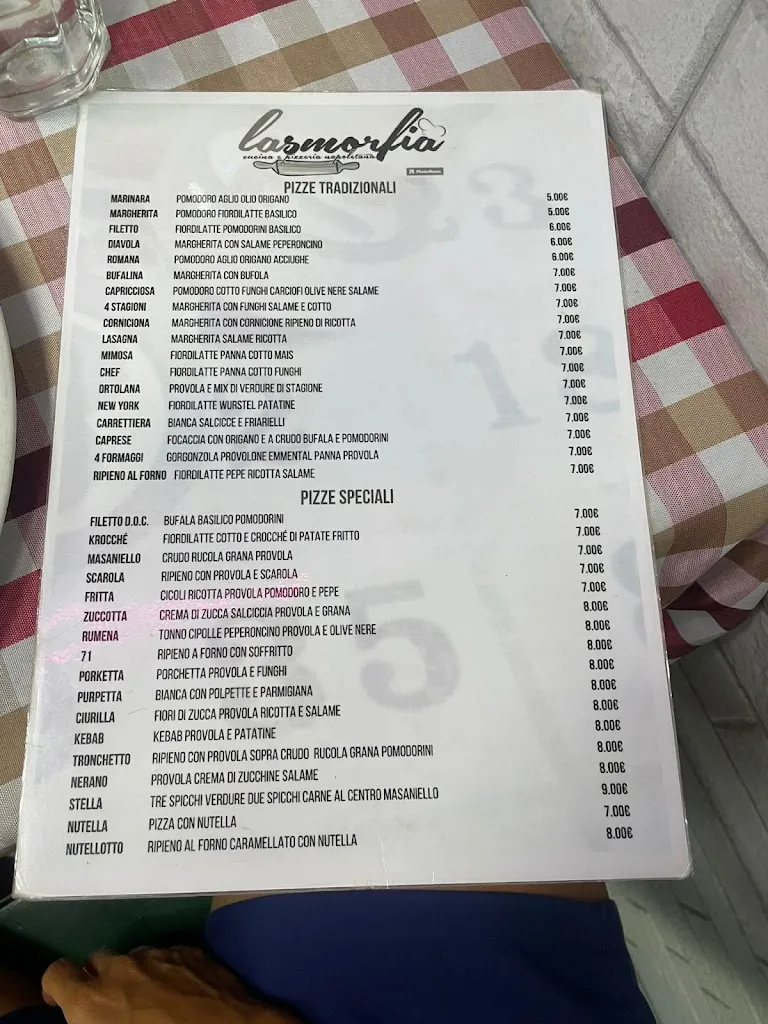 lasmorfia
cucina e pizzeria napoletana
PIZZE TRADIZIONALI
MARINARA POMODORO AGLIO OLIO ORIGANO 5.00€
MARGHERITA POMODORO FIORDILATTE BASILICO 5.00€
FILETTO FIORDILATTE POMODORINI BASILICO 6.00€
DIAVOLA MARGHERITA CON SALAME PEPERONCINO 6.00€
ROMANA POMODORO AGLIO ORIGANO ACCIUGHE 6.00€
BUFALINA MARGHERITA CON BUFOLA 7.00€
CAPRICCIOSA POMODORO COTTO FUNGHI CARCIOFI OLIVE NERE SALAME 7.00€
4 STAGIONI MARGHERITA CON FUNGHI SALAME E COTTO 7.00€
CORNICIONA MARGHERITA CON CORNICIONE RIPIENO DI RICOTTA 7.00€
LASAGNA MARGHERITA SALAME RICOTTA 7.00€
MIMOSA FIORDILATTE PANNA COTTO MAIS 7.00€
CHEF FIORDILATTE PANNA COTTO FUNGHI 7.00€
ORTOLANA PROVOLA E MIX DI VERDURE DI STAGIONE 7.00€
NEW YORK FIORDILATTE WURSTEL PATATINE 7.00€
CARRETTIERA BIANCA SALCICCE E FRIARIELLI 7.00€
CAPRESE FOCACCIA CON ORIGANO E A CRUDO BUFALA E POMODORINI 7.00€
4 FORMAGGI GORGONZOLA PROVOLONE EMMENTAL PANNA PROVOLA 7.00€
RIPIENO AL FORNO FIORDILATTE PEPE RICOTTA SALAME 7.00€
PIZZE SPECIALI
FILETTO D.O.C. BUFALA BASILICO POMODORINI 7.00€
KROCCHÉ FIORDILATTE COTTO E CROCCHÉ DI PATATE FRITTO 7.00€
MASANIELLO CRUDO RUCOLA GRANA PROVOLA 7.00€
SCAROLA RIPIENO CON PROVOLA E SCAROLA 7.00€
FRITTA CICOLI RICOTTA PROVOLA POMODORO E PEPE 7.00€
ZUCCOTTA CREMA DI ZUCCA SALCICCIA PROVOLA E GRANA 8.00€
RUMENA TONNO CIPOLLE PEPERONCINO PROVOLA E OLIVE NERE 8.00€
71 RIPIENO A FORNO CON SOFFRITTO 8.00€
PORKETTA PORCHETTA PROVOLA E FUNGHI 8.00€
PURPETTA BIANCA CON POLPETTE E PARMIGIANA 8.00€
CIURILLA FIORI DI ZUCCA PROVOLA RICOTTA E SALAME 8.00€
KEBAB KEBAB PROVOLA E PATATINE 8.00€
TRONCHETTO RIPIENO CON PROVOLA SOPRA CRUDO RUCOLA GRANA POMODORINI 8.00€
NERANO PROVOLA CREMA DI ZUCCHINE SALAME 8.00€
STELLA TRE SPICCHI VERDURE DUE SPICCHI CARNE AL CENTRO MASANIELLO 9.00€
NUTELLA PIZZA CON NUTELLA 7.00€
NUTELLOTTO RIPIENO AL FORNO CARAMELLATO CON NUTELLA 8.00€